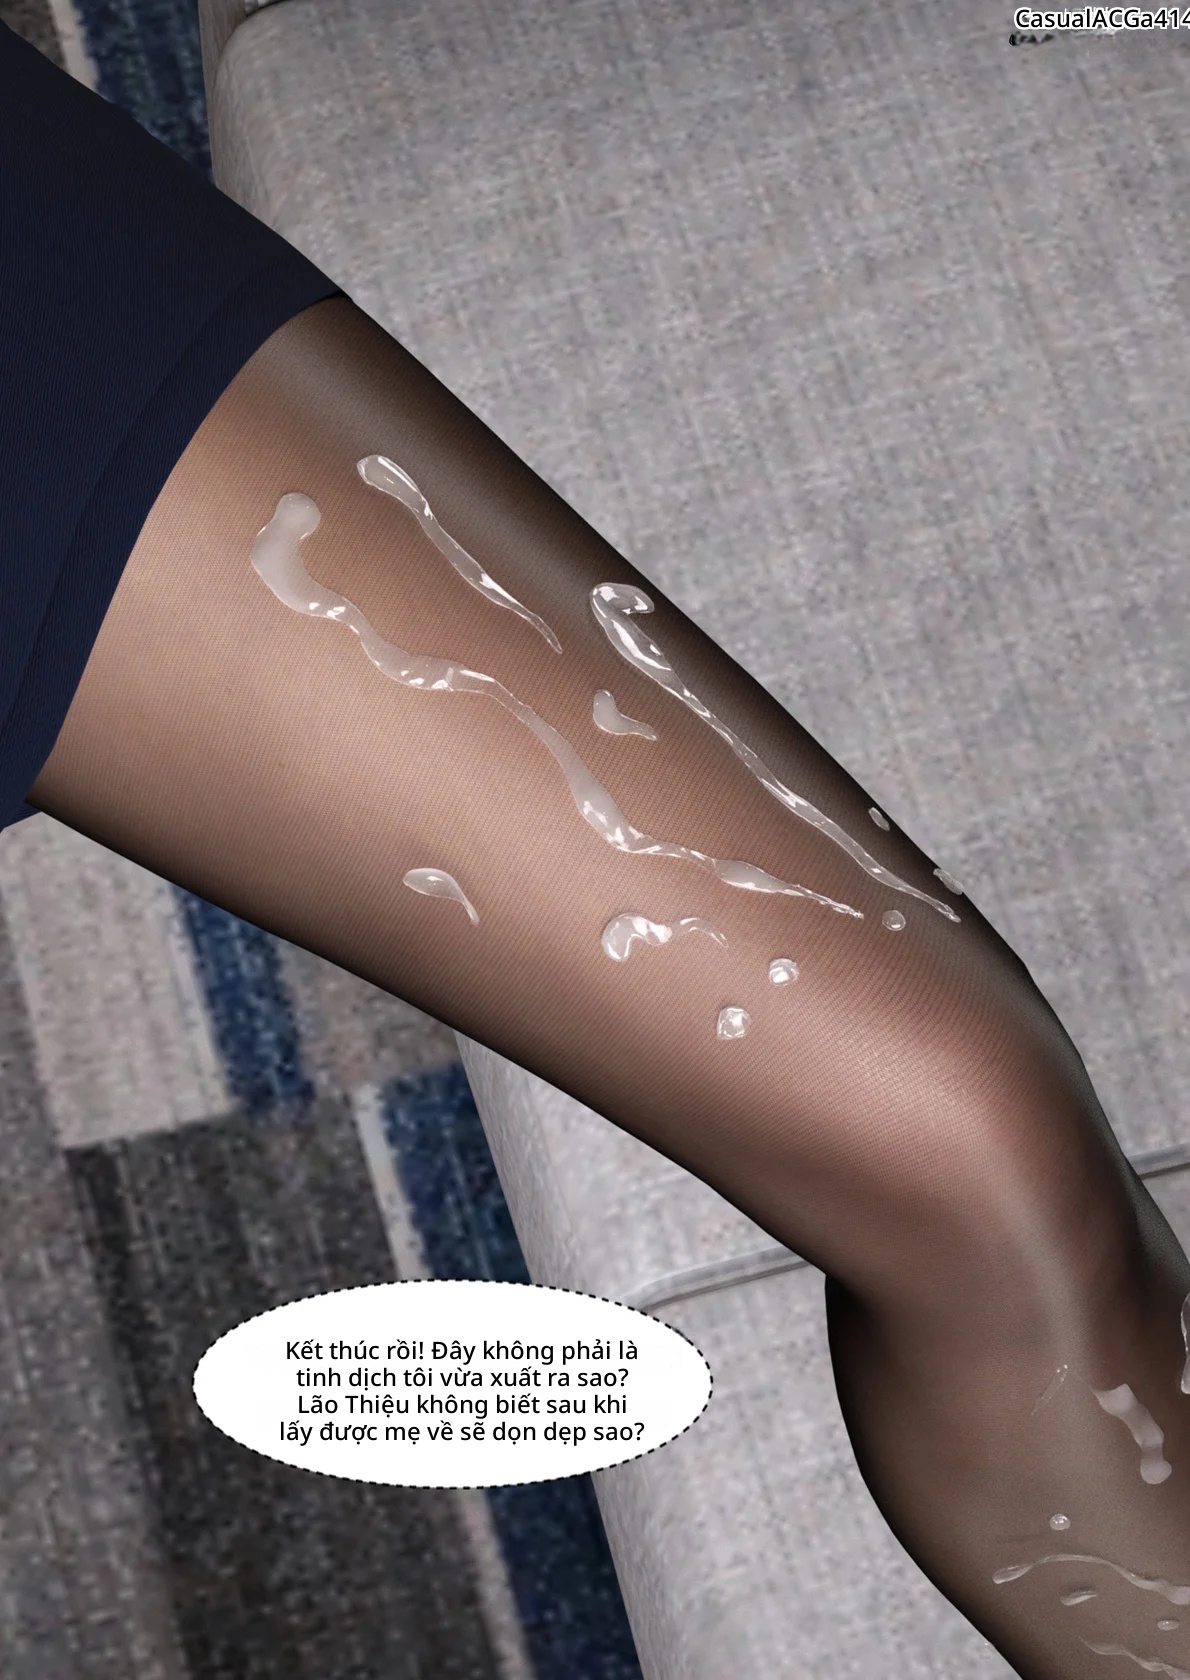 CasualACGa414
Kết thúc rồi! Đây không phải là
tinh dịch tôi vừa xuất ra sao?
Lão Thiệu không biết sau khi
lấy được mẹ về sẽ dọn dẹp sao?